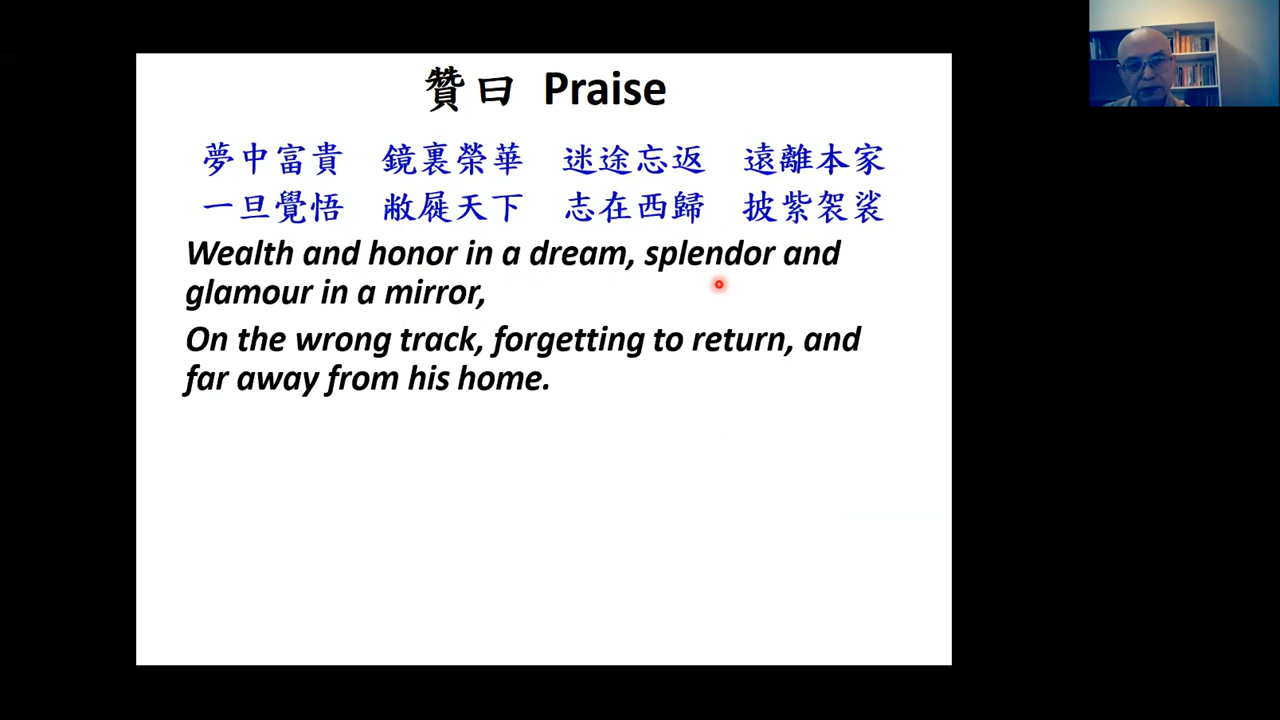 贊曰 Praise
夢中富貴 鏡裏榮華 迷途忘返 遠離本家
一旦覺悟 敝屣天下 志在西歸 披紫袈裟
Wealth and honor in a dream, splendor and
glamour in a mirror,
On the wrong track, forgetting to return, and
far away from his home.